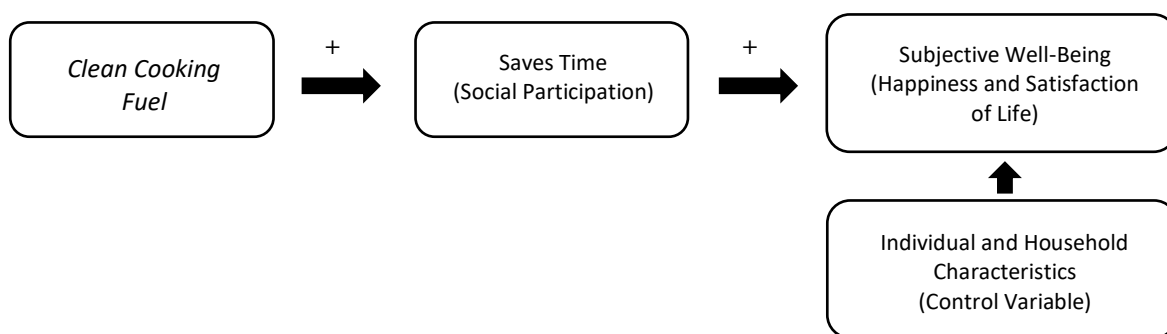 Clean Cooking
Fuel
+
Saves Time
(Social Participation)
+
Subjective Well-Being
(Happiness and Satisfaction
of Life)
Individual and Household
Characteristics
(Control Variable)